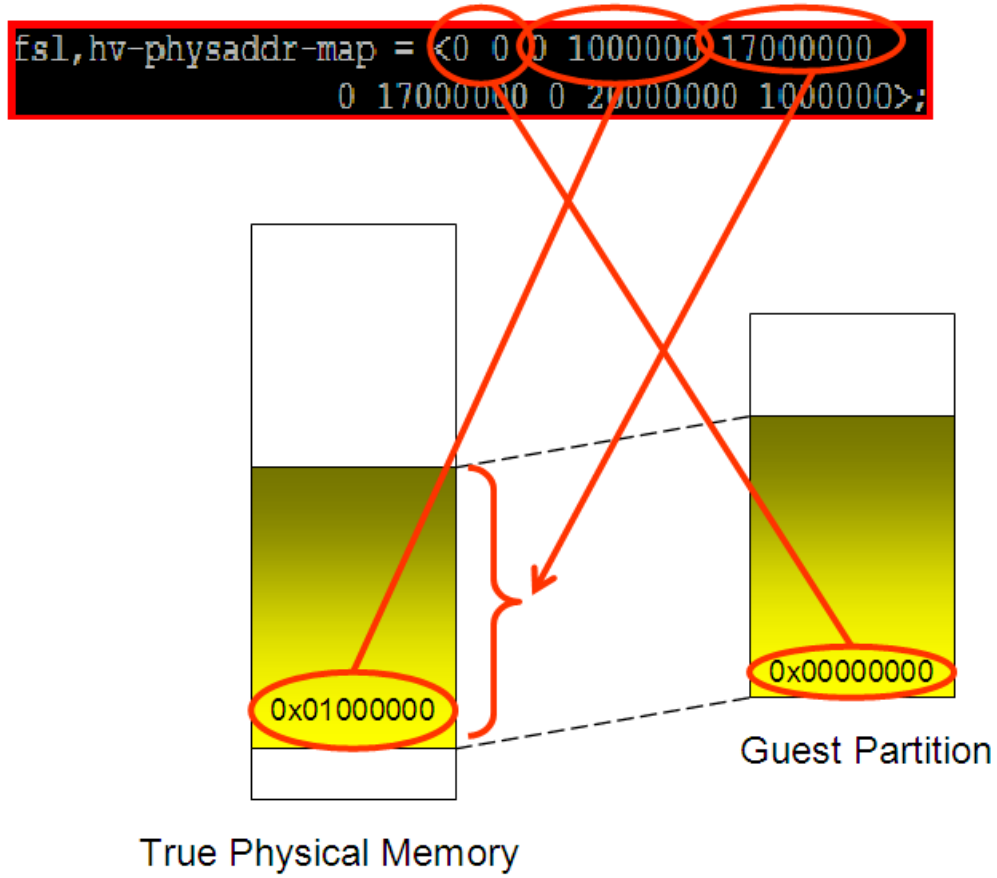 fsl,hv-physaddr-map = <0 0 0 1000000 17000000
0 17000000 0 20000000 1000000>;
0x01000000
0x00000000
Guest Partition
True Physical Memory